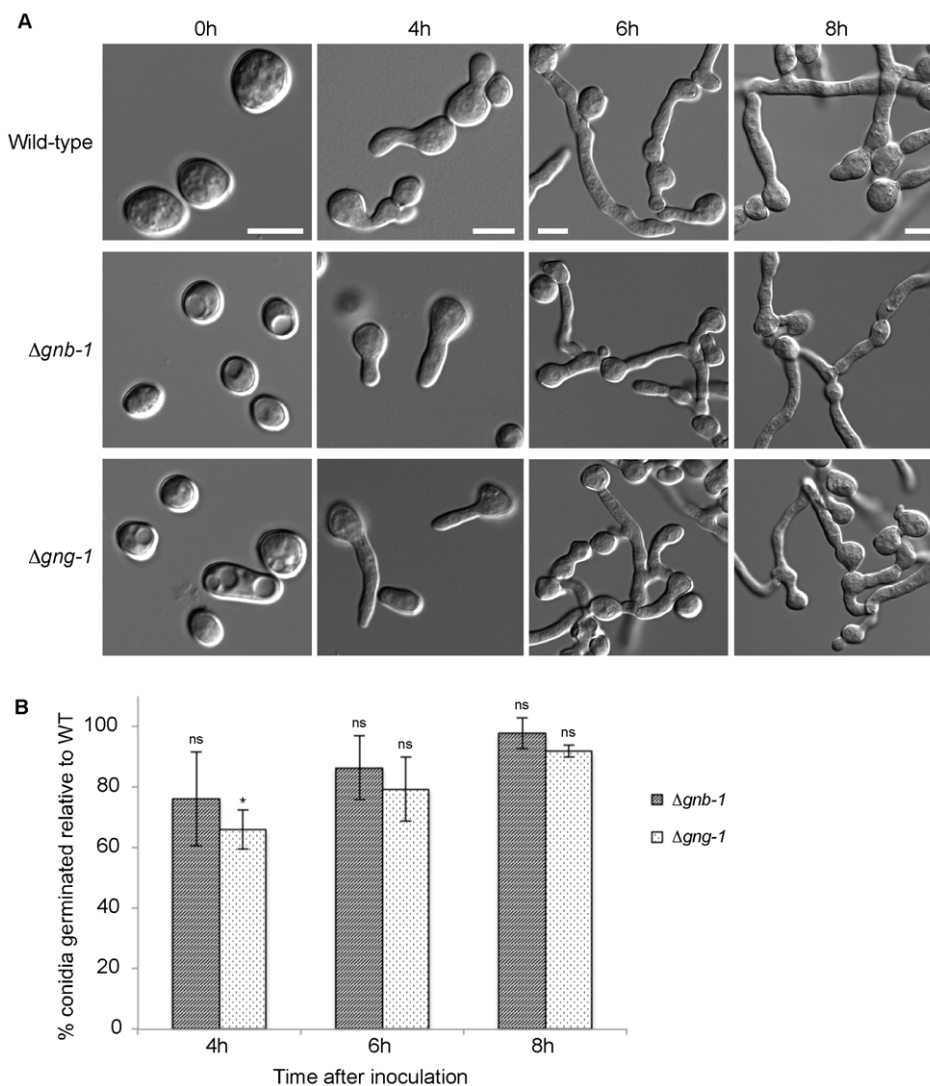 A
0h 4h 6h 8h
Wild-type
Δgnb-1
Δgng-1
B
% conidia germinated relative to WT
100
80
60
40
20
0
ns
*
ns
ns
ns
ns
4h 6h 8h
Time after inoculation
Δgnb-1
Δgng-1